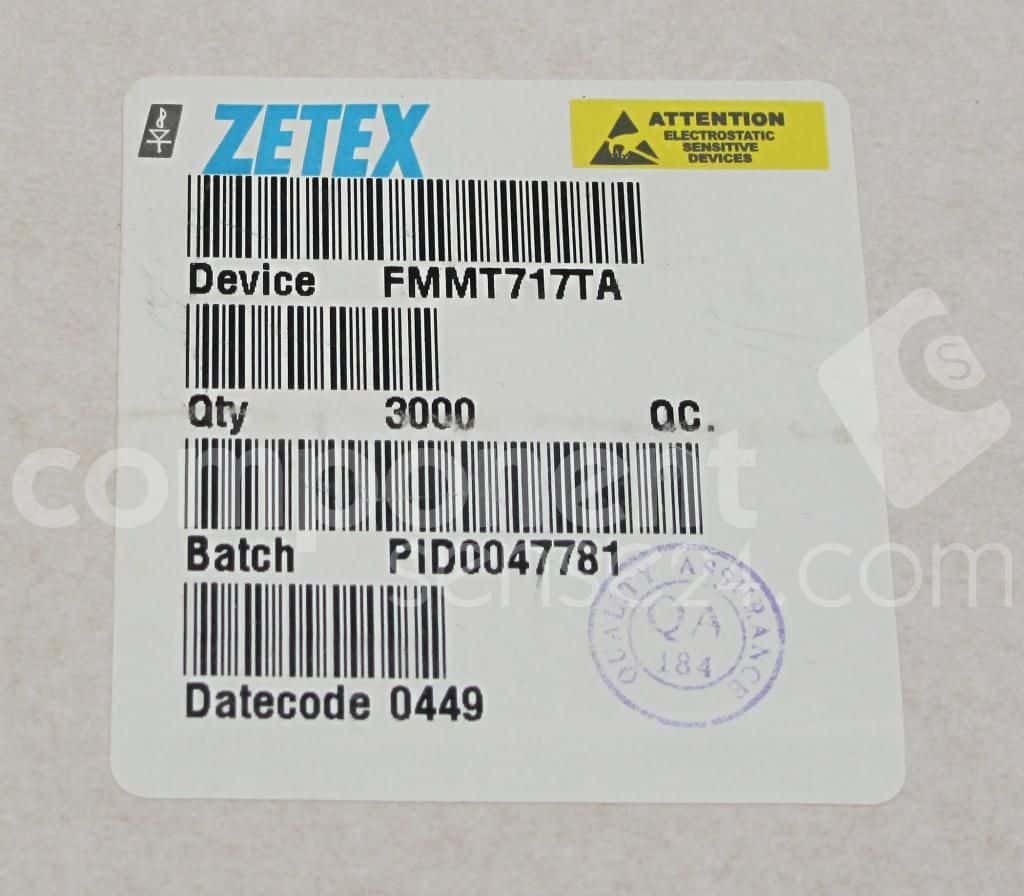 ZETEX
ATTENTION
ELECTROSTATIC
SENSITIVE
DEVICES
Device FMMT717TA
Qty 3000 QC.
Batch PID0047781
Datecode 0449
QUALITY ASSURANCE
QA
184
component
sense
.com
S